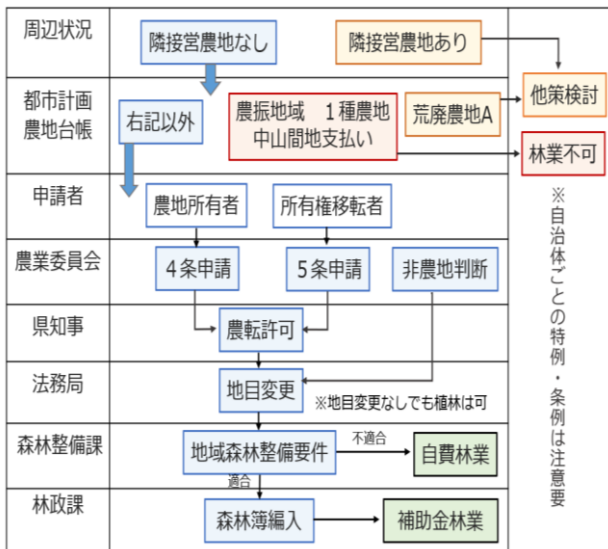 周辺状況
隣接営農地なし
隣接営農地あり
都市計画
農地台帳
右記以外
農振地域　１種農地
中山間地支払い
荒廃農地A
他策検討
林業不可
申請者
農地所有者
所有権移転者
農業委員会
４条申請
５条申請
非農地判断
県知事
農転許可
法務局
地目変更
※地目変更なしでも植林は可
森林整備課
地域森林整備要件
不適合
自費林業
適合
林政課
森林簿編入
補助金林業
※自治体ごとの特例・条例は注意要